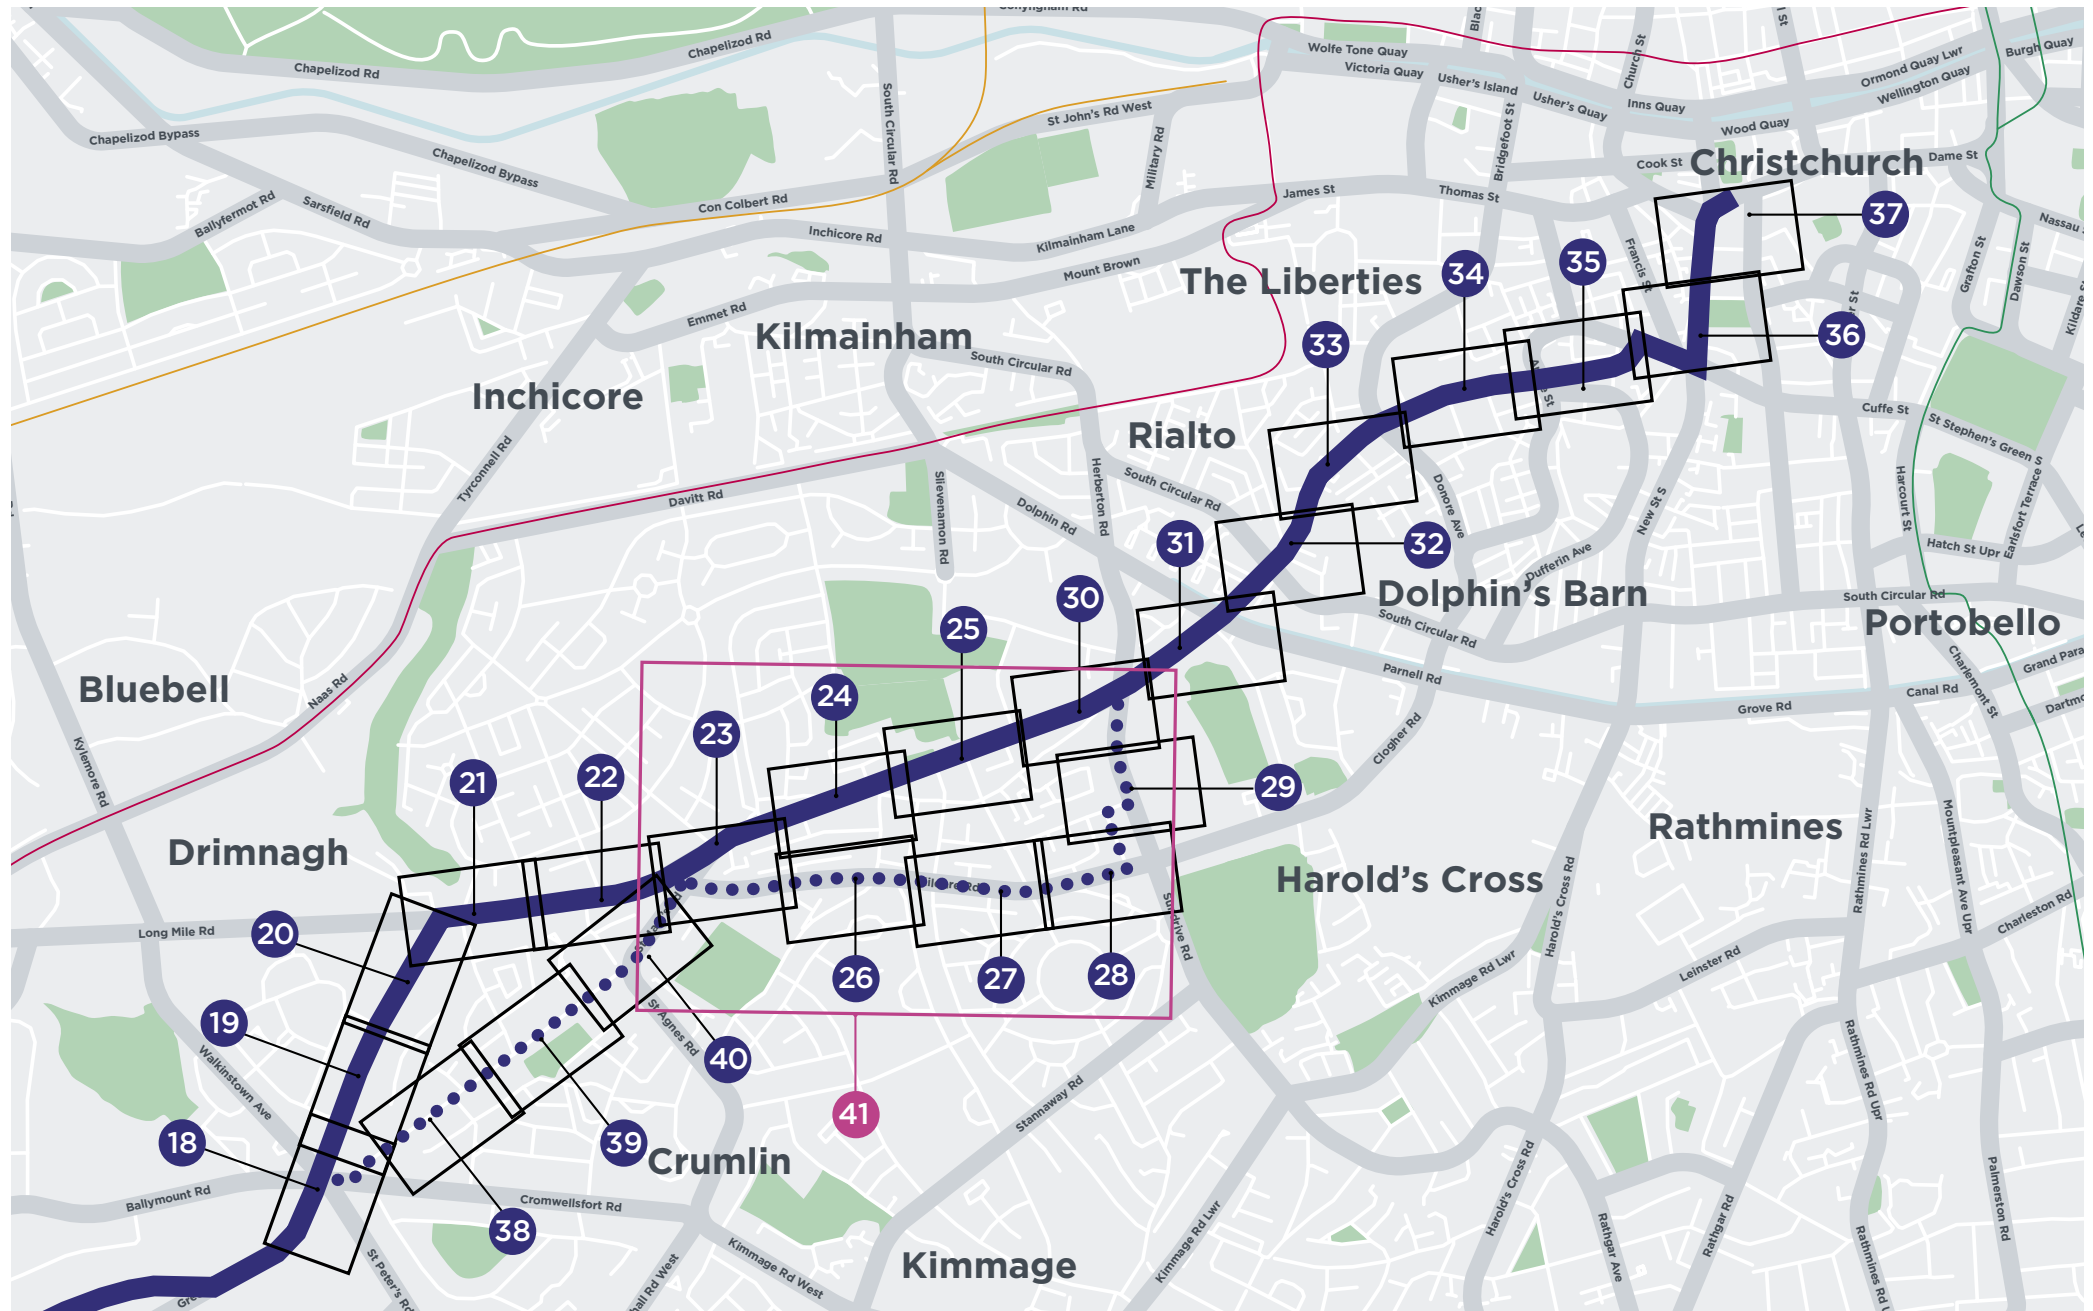 Conyngham Rd
Chapelizod Rd
Chapelizod Rd
Wolfe Tone Quay
Victoria Quay
Usher's Island
Usher's Quay
Church St
Inns Quay
Ormond Quay Lwr
Wellington Quay
Burgh Quay
Wood Quay
South Circular Rd
St John's Rd West
Military Rd
Bridgefoot St
Chapelizod Bypass
Chapelizod Bypass
Cook St
Christchurch
Dame St
Ballyfermot Rd
Sarsfield Rd
Con Colbert Rd
James St
Thomas St
37
Inchicore Rd
Kilmainham Lane
Mount Brown
Francis St
Nassau
Grafton St
Dawson St
The Liberties
34
35
Emmet Rd
Kilmainham
33
36
Kildare
South Circular Rd
Inchicore
Cuffe St
St Stephen's Green S
Rialto
Tyrconnell Rd
Davitt Rd
Slievenamon Rd
Herberton Rd
South Circular Rd
Dolphin Rd
Donore Ave
New St S
Harcourt St
Earlsfort Terrace
31
32
Hatch St Upr
Dufferin Ave
Dolphin's Barn
30
South Circular Rd
South Circular Rd
Portobello
25
Bluebell
Naas Rd
24
Parnell Rd
Grove Rd
Canal Rd
Charlemont St
Grand Para
Dartmo
Kylemore Rd
23
Clogher Rd
21
22
29
Drimnagh
Rathmines
Rathmines Rd Lwr
Mountpleasant Ave Upr
Harold's Cross
Harold's Cross Rd
Charleston Rd
20
Long Mile Rd
Sundrive Rd
26
27
28
Leinster Rd
Kimmage Rd Lwr
19
St Agnes Rd
40
Walkinstown Ave
41
Stannaway Rd
Rathmines Rd Upr
18
39
Crumlin
Ballymount Rd
Cromwellsfort Rd
38
Harold's Cross Rd
Rathgar Ave
Rathgar Rd
Palmerston Rd
St Peter's Rd
Kimmage Rd West
Kimmage
Kimmage Rd Lwr
Rathmines Rd U
hall Rd West